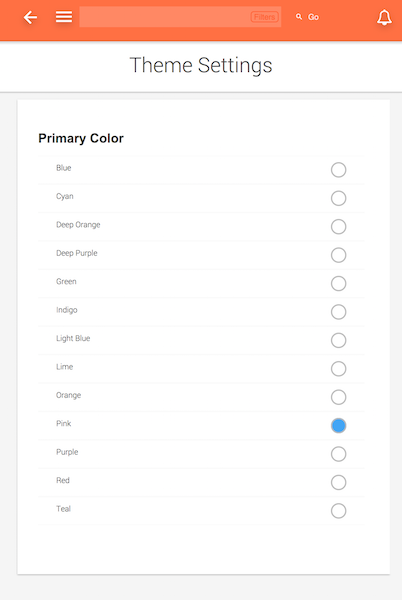 Filters Go
Theme Settings
Primary Color
Blue
Cyan
Deep Orange
Deep Purple
Green
Indigo
Light Blue
Lime
Orange
Pink
Purple
Red
Teal